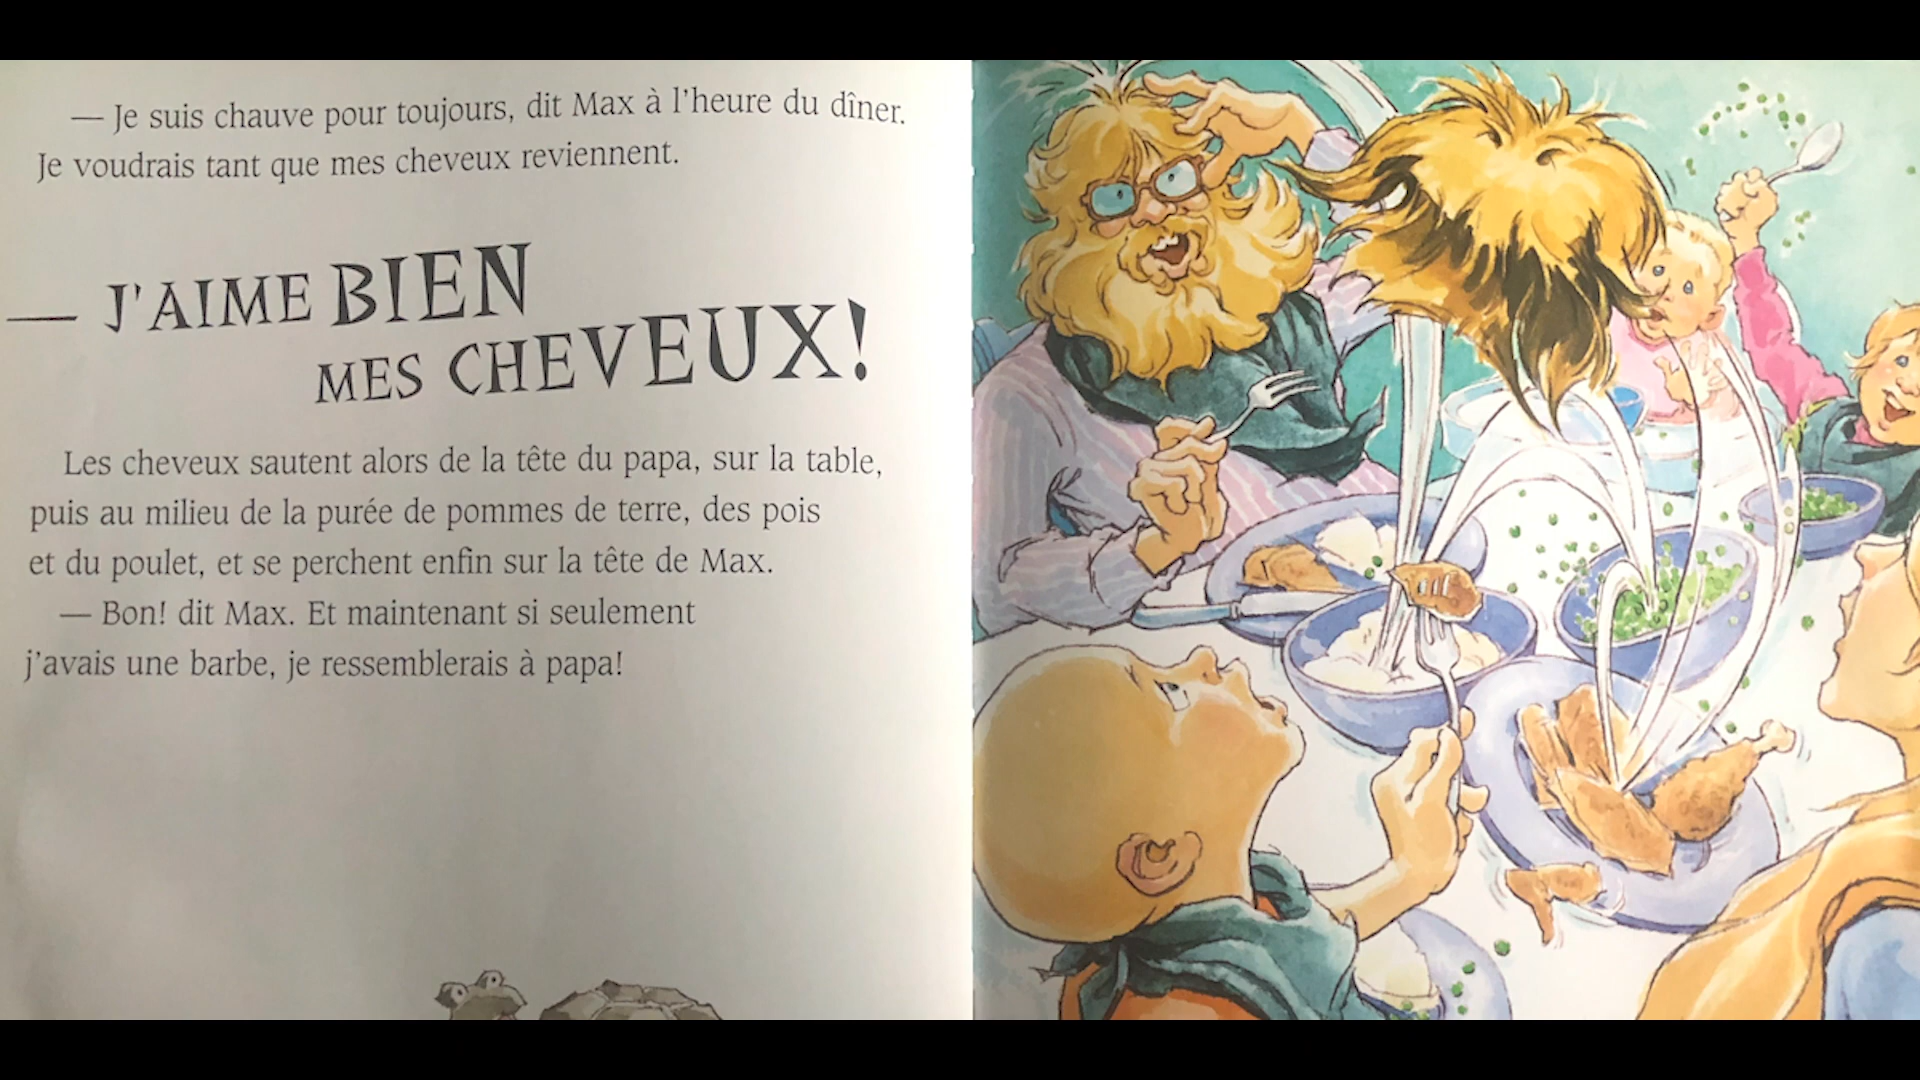 — Je suis chauve pour toujours, dit Max à l'heure du dîner.
Je voudrais tant que mes cheveux reviennent.
— J'AIME BIEN
MES CHEVEUX!
Les cheveux sautent alors de la tête du papa, sur la table,
puis au milieu de la purée de pommes de terre, des pois
et du poulet, et se perchent enfin sur la tête de Max.
— Bon! dit Max. Et maintenant si seulement
j'avais une barbe, je ressemblerais à papa!